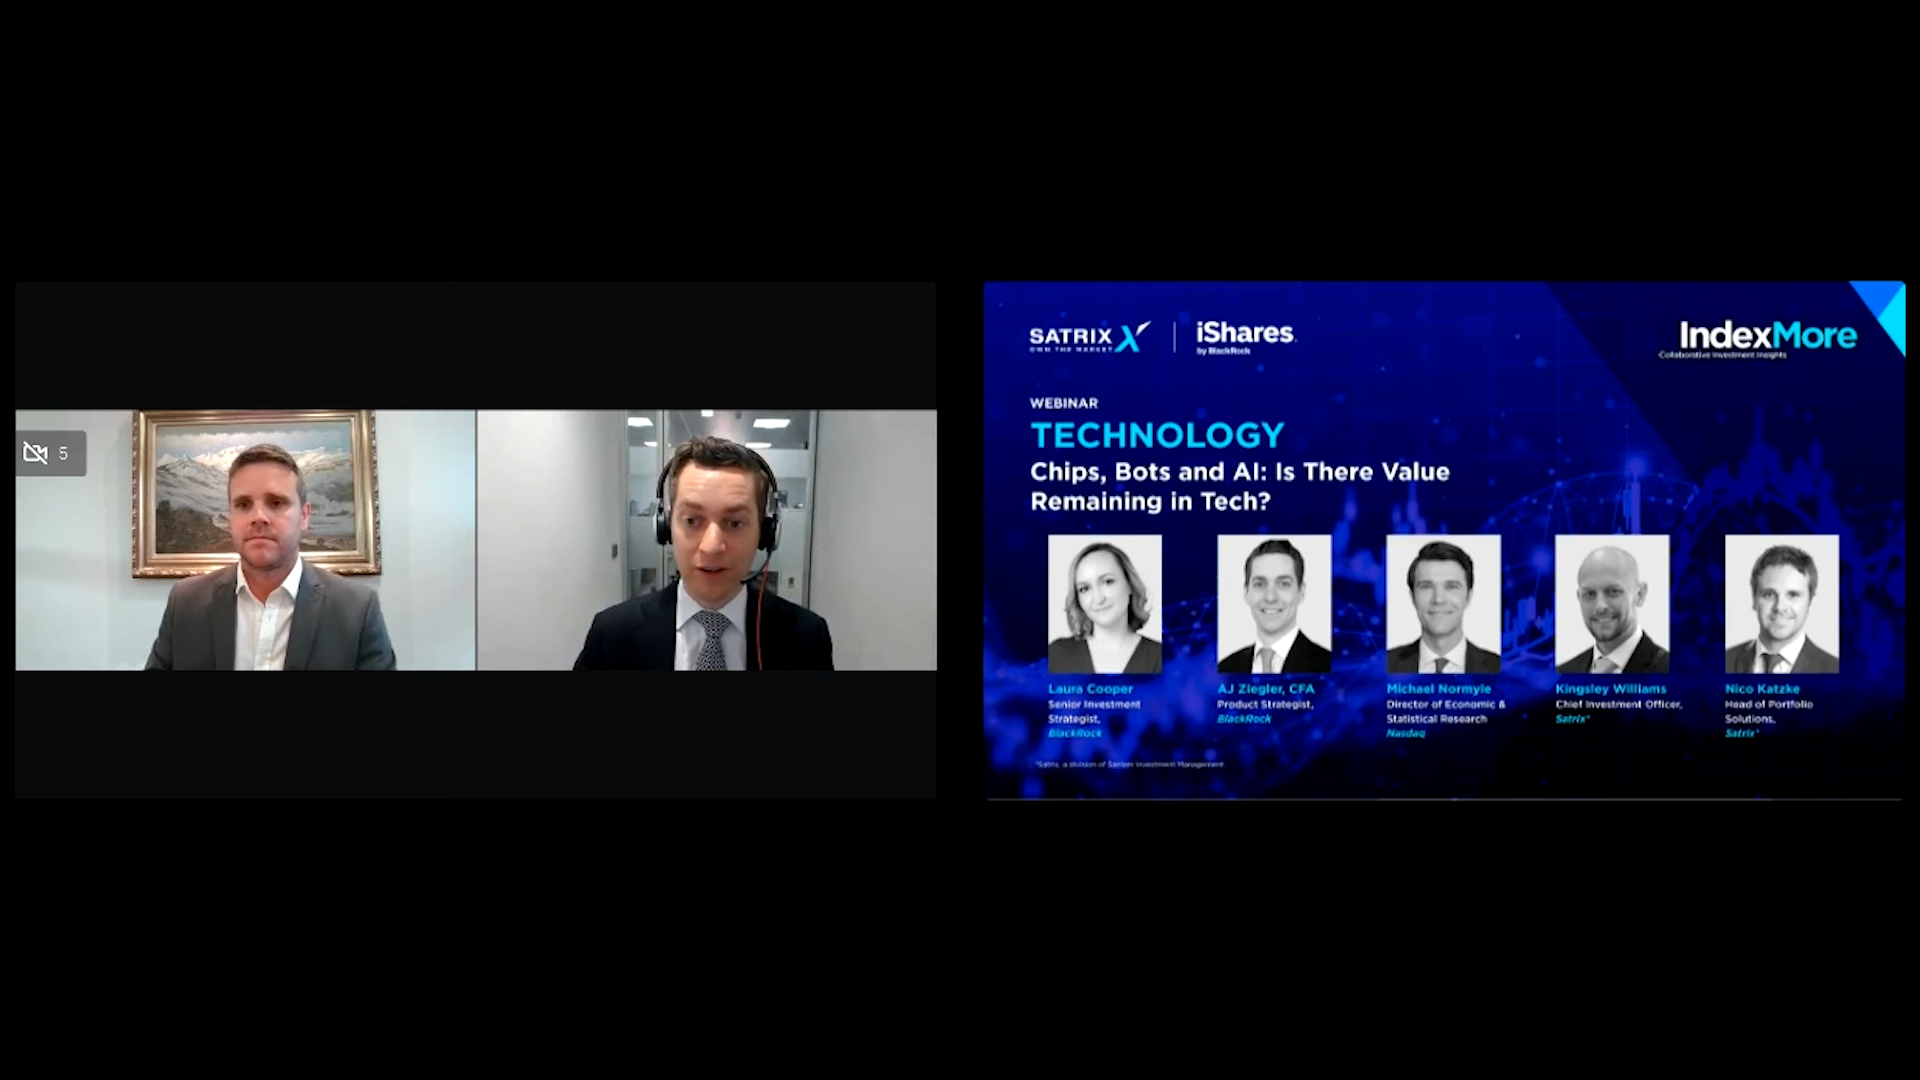 5
SATRIX
OWN THE MARKET
iShares.
by BlackRock
IndexMore
Collaborative Investment Insights
WEBINAR
TECHNOLOGY
Chips, Bots and AI: Is There Value
Remaining in Tech?
Laura Cooper
Senior Investment
Strategist,
BlackRock
AJ Ziegler, CFA
Product Strategist,
BlackRock
Michael Normyle
Director of Economic &
Statistical Research
Nasdaq
Kingsley Williams
Chief Investment Officer,
Satrix*
Nico Katzke
Head of Portfolio
Solutions,
Satrix*
*Satrix, a division of Sanlam Investment Management.